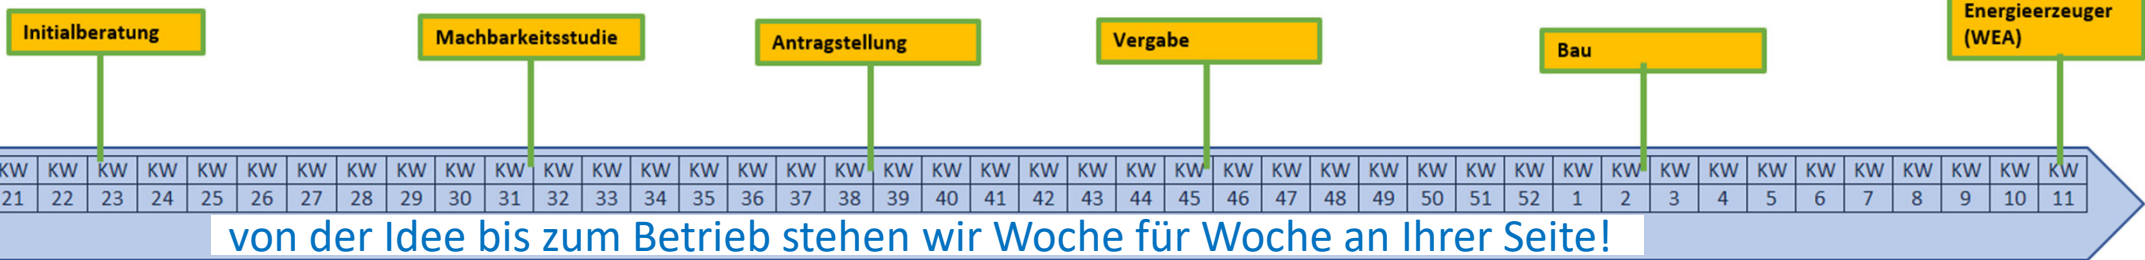 Initialberatung
Machbarkeitsstudie
Antragstellung
Vergabe
Bau
Energieerzeuger
(WEA)
KW KW KW KW KW KW KW KW KW KW KW KW KW KW KW KW KW KW KW KW KW KW KW KW KW KW KW KW KW KW KW KW KW KW KW KW KW KW KW KW KW KW KW
21 22 23 24 25 26 27 28 29 30 31 32 33 34 35 36 37 38 39 40 41 42 43 44 45 46 47 48 49 50 51 52 1 2 3 4 5 6 7 8 9 10 11
von der Idee bis zum Betrieb stehen wir Woche für Woche an Ihrer Seite!